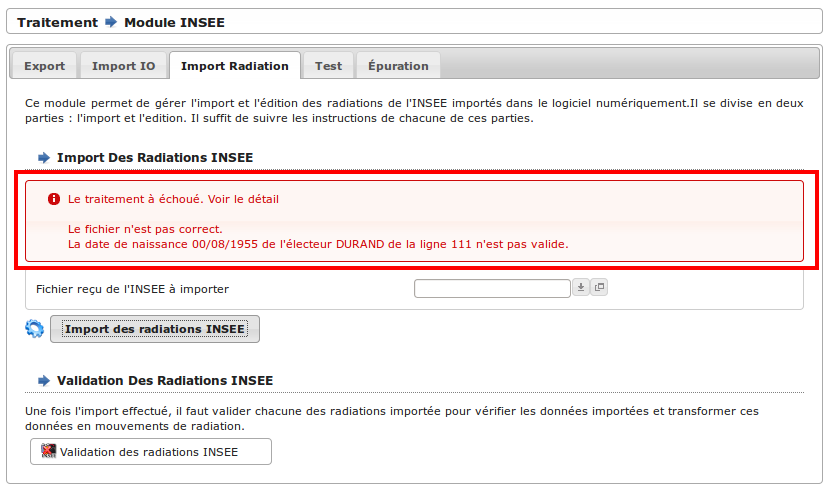 Traitement Module INSEE
Export Import IO Import Radiation Test Épuration
Ce module permet de gérer l'import et l'édition des radiations de l'INSEE importés dans le logiciel numériquement.Il se divise en deux
parties : l'import et l'edition. Il suffit de suivre les instructions de chacune de ces parties.
Import Des Radiations INSEE
Le traitement à échoué. Voir le détail
Le fichier n'est pas correct.
La date de naissance 00/08/1955 de l'électeur DURAND de la ligne 111 n'est pas valide.
Fichier reçu de l'INSEE à importer
Import des radiations INSEE
Validation Des Radiations INSEE
Une fois l'import effectué, il faut valider chacune des radiations importée pour vérifier les données importées et transformer ces
données en mouvements de radiation.
Validation des radiations INSEE